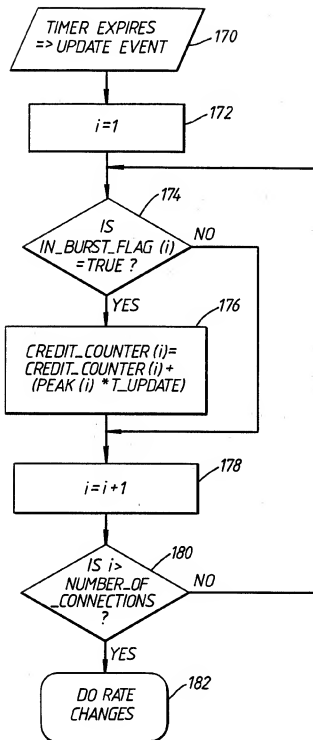 TIMER EXPIRES
=> UPDATE EVENT
170
i=1
172
174
IS
IN_BURST_FLAG (i)
=TRUE ?
NO
YES
176
CREDIT_COUNTER (i)=
CREDIT_COUNTER (i)+
(PEAK (i) * T_UPDATE)
i=i+1
178
180
IS i>
NUMBER_OF
_CONNECTIONS
?
NO
YES
DO RATE
CHANGES
182